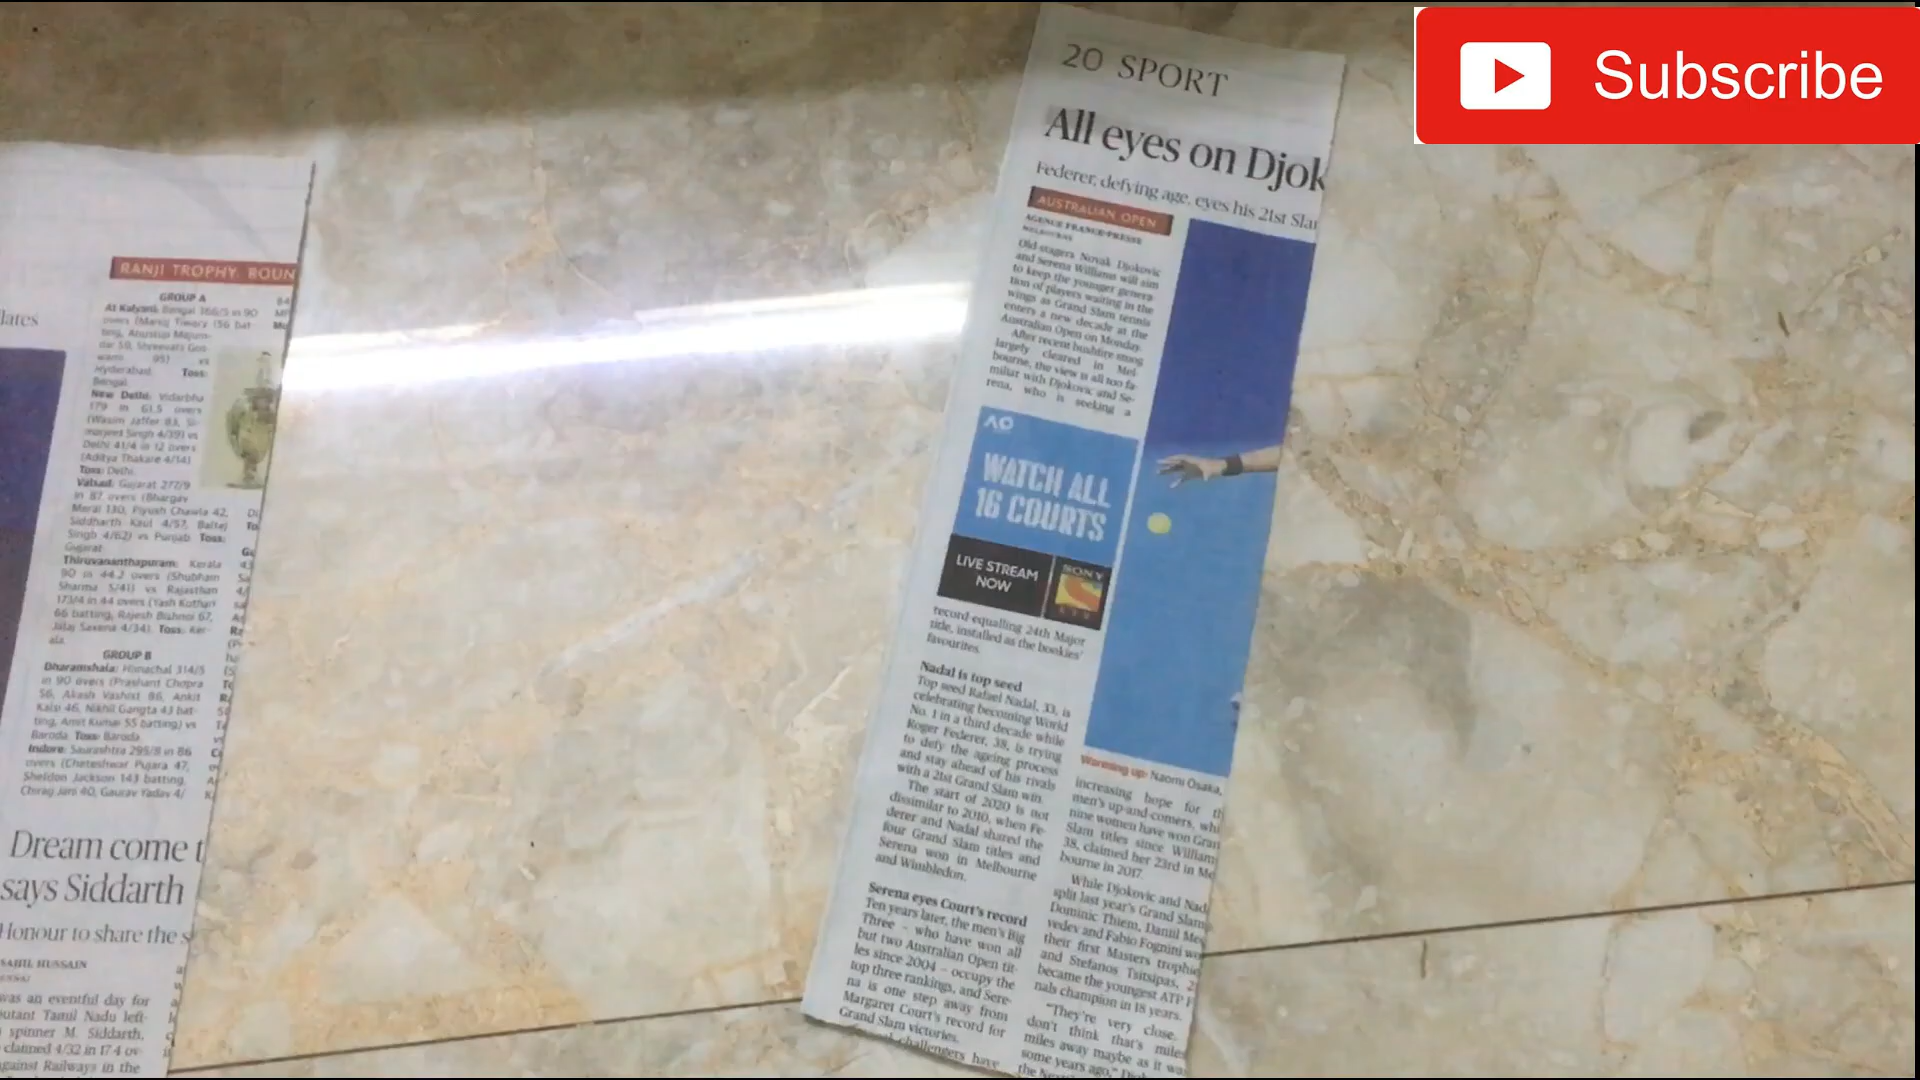 Subscribe
lates
RANJI TROPHY ROUN
GROUP A
At Kalyani: Bengal 366/5 in 90
overs (Manoj Tiwary 156 bat-
ting, Anustup Majum-
dar 59, Shreevats Gos-
wami 95) vs
Hyderabad. Toss:
Bengal.
New Delhi: Vidarbha
179 in 61.5 overs
(Wasim Jaffer 83, Si-
marjeet Singh 4/39) vs
Delhi 41/4 in 12 overs
(Aditya Thakare 4/14)
Toss: Delhi.
Valsad: Gujarat 277/9
in 87 overs (Bhargav
Merai 130, Piyush Chawla 42,
Siddharth Kaul 4/57, Baltej
Singh 4/62) vs Punjab Toss:
Gujarat
Thiruvananthapuram: Kerala
90 in 44.2 overs (Shubham
Sharma 5/41) vs Rajasthan
173/4 in 44 overs (Yash Kothari
66 batting, Rajesh Bishnoi 67,
Jalaj Saxena 4/34). Toss: Ker-
ala.
GROUP B
Dharamshala: Himachal 314/5
in 90 overs (Prashant Chopra
56, Akash Vashist 86, Ankit
Kalsi 46, Nikhil Gangta 43 bat-
ting, Amit Kumar 55 batting) vs
Baroda. Toss: Baroda.
Indore: Saurashtra 295/8 in 86
overs (Cheteshwar Pujara 47,
Sheldon Jackson 143 batting,
Chirag Jani 40, Gaurav Yadav 4/
Dream come t
says Siddarth
Honour to share the s
SAHIL HUSSAIN
was an eventful day for
butant Tamil Nadu left-
spinner M. Siddarth,
claimed 4/32 in 17.4 ov-
against Railways in the
20 SPORT
All eyes on Djok
Federer, defying age, eyes his 21st Sla
AUSTRALIAN OPEN
AGENCE FRANCE-PRESSE
MELBOURNE
Old-stagers Novak Djokovic
and Serena Williams will aim
to keep the younger genera-
tion of players waiting in the
wings as Grand Slam tennis
enters a new decade at the
Australian Open on Monday.
After recent bushfire smog
largely cleared in Mel-
bourne, the view is all too fa-
miliar with Djokovic and Se-
rena, who is seeking a
AO
WATCH ALL
16 COURTS
LIVE STREAM
NOW
SONY
LIV
record-equalling 24th Major
title, installed as the bookies'
favourites.
Nadal is top seed
Top seed Rafael Nadal, 33, is
celebrating becoming World
No. 1 in a third decade while
Roger Federer, 38, is trying
to defy the ageing process
and stay ahead of his rivals
with a 21st Grand Slam win.
The start of 2020 is not
dissimilar to 2010, when Fe-
derer and Nadal shared the
four Grand Slam titles and
Serena won in Melbourne
and Wimbledon.
Serena eyes Court's record
Ten years later, the men's Big
Three – who have won all
but two Australian Open tit-
les since 2004 – occupy the
top three rankings, and Sere-
na is one step away from
Margaret Court's record for
Grand Slam victories.
challengers have
Warming up: Naomi Osaka,
increasing hope for th
men's up-and-comers, whi
nine women have won Gran
Slam titles since William
38, claimed her 23rd in Me
bourne in 2017.
While Djokovic and Nad
split last year's Grand Slams
Dominic Thiem, Daniil Med
vedev and Fabio Fognini wo
their first Masters trophie
and Stefanos Tsitsipas, 2
became the youngest ATP F
nals champion in 18 years.
"They're very close.
don't think that's miles
miles away maybe as it wa
some years ago,"